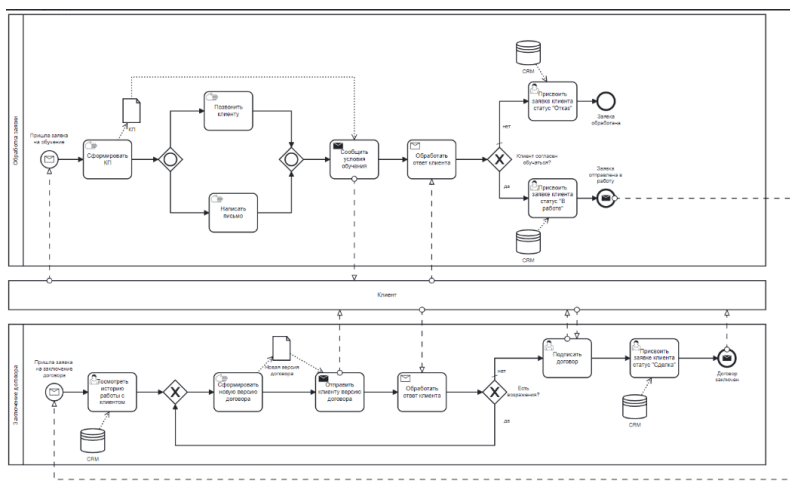 Обработка заявки
Пришла заявка
на обучение
Сформировать
КП
КП
Позвонить
клиенту
Написать
письмо
Сообщить
условия
обучения
Обработать
ответ клиента
Клиент согласен
обучаться?
нет
да
CRM
Присвоить
заявке клиента
статус "Отказ"
Заявка
обработана
Присвоить
заявке клиента
статус "В
работе"
CRM
Заявка
отправлена в
работу
Клиент
Заключение договора
Пришла заявка
на заключение
договора
Посмотреть
историю
работы с
клиентом
CRM
Сформировать
новую версию
договора
Новая версия
договора
Отправить
клиенту версию
договора
Обработать
ответ клиента
Есть
возражения?
нет
да
Подписать
договор
Присвоить
заявке клиента
статус "Сделка"
CRM
Договор
заключен